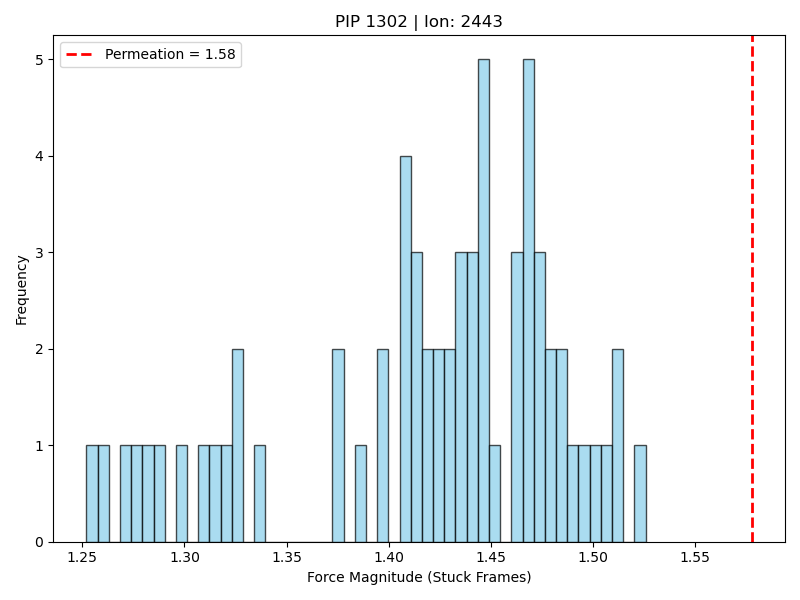 PIP 1302 | Ion: 2443
Permeation = 1.58
Frequency
5
4
3
2
1
0
1.25 1.30 1.35 1.40 1.45 1.50 1.55
Force Magnitude (Stuck Frames)